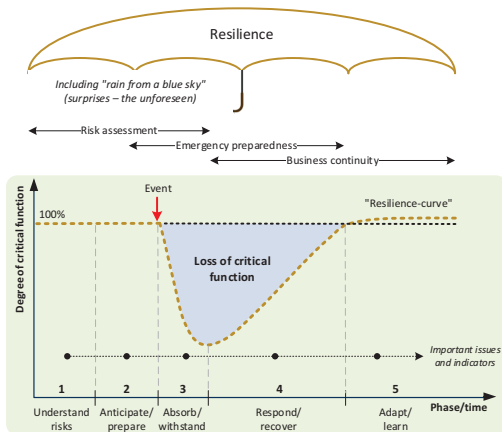 Resilience
Including "rain from a blue sky"
(surprises – the unforeseen)
Risk assessment
Emergency preparedness
Business continuity
Event
"Resilience-curve"
100%
Degree of critical function
Loss of critical
function
Important issues
and indicators
1 2 3 4 5
Phase/time
Understand risks
Anticipate/ prepare
Absorb/ withstand
Respond/ recover
Adapt/ learn